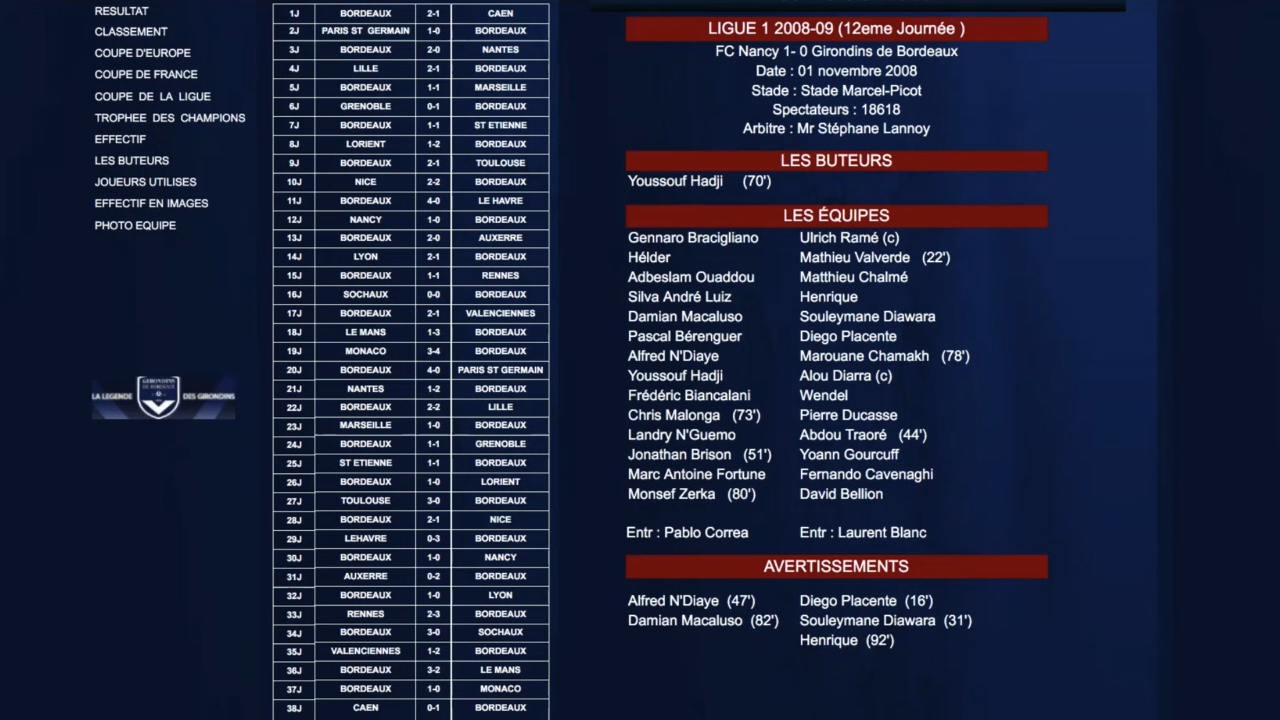 RESULTAT
CLASSEMENT
COUPE D'EUROPE
COUPE DE FRANCE
COUPE DE LA LIGUE
TROPHEE DES CHAMPIONS
EFFECTIF
LES BUTEURS
JOUEURS UTILISES
EFFECTIF EN IMAGES
PHOTO EQUIPE
GIRONDINS
DE BORDEAUX
LA LEGENDE DES GIRONDINS
1J BORDEAUX 2-1 CAEN
2J PARIS ST GERMAIN 1-0 BORDEAUX
3J BORDEAUX 2-0 NANTES
4J LILLE 2-1 BORDEAUX
5J BORDEAUX 1-1 MARSEILLE
6J GRENOBLE 0-1 BORDEAUX
7J BORDEAUX 1-1 ST ETIENNE
8J LORIENT 1-2 BORDEAUX
9J BORDEAUX 2-1 TOULOUSE
10J NICE 2-2 BORDEAUX
11J BORDEAUX 4-0 LE HAVRE
12J NANCY 1-0 BORDEAUX
13J BORDEAUX 2-0 AUXERRE
14J LYON 2-1 BORDEAUX
15J BORDEAUX 1-1 RENNES
16J SOCHAUX 0-0 BORDEAUX
17J BORDEAUX 2-1 VALENCIENNES
18J LE MANS 1-3 BORDEAUX
19J MONACO 3-4 BORDEAUX
20J BORDEAUX 4-0 PARIS ST GERMAIN
21J NANTES 1-2 BORDEAUX
22J BORDEAUX 2-2 LILLE
23J MARSEILLE 1-0 BORDEAUX
24J BORDEAUX 1-1 GRENOBLE
25J ST ETIENNE 1-1 BORDEAUX
26J BORDEAUX 1-0 LORIENT
27J TOULOUSE 3-0 BORDEAUX
28J BORDEAUX 2-1 NICE
29J LEHAVRE 0-3 BORDEAUX
30J BORDEAUX 1-0 NANCY
31J AUXERRE 0-2 BORDEAUX
32J BORDEAUX 1-0 LYON
33J RENNES 2-3 BORDEAUX
34J BORDEAUX 3-0 SOCHAUX
35J VALENCIENNES 1-2 BORDEAUX
36J BORDEAUX 3-2 LE MANS
37J BORDEAUX 1-0 MONACO
38J CAEN 0-1 BORDEAUX
LIGUE 1 2008-09 (12eme Journée )
FC Nancy 1- 0 Girondins de Bordeaux
Date : 01 novembre 2008
Stade : Stade Marcel-Picot
Spectateurs : 18618
Arbitre : Mr Stéphane Lannoy
LES BUTEURS
Youssouf Hadji (70')
LES ÉQUIPES
Gennaro Bracigliano Ulrich Ramé (c)
Hélder Mathieu Valverde (22')
Adbeslam Ouaddou Matthieu Chalmé
Silva André Luiz Henrique
Damian Macaluso Souleymane Diawara
Pascal Bérenguer Diego Placente
Alfred N'Diaye Marouane Chamakh (78')
Youssouf Hadji Alou Diarra (c)
Frédéric Biancalani Wendel
Chris Malonga (73') Pierre Ducasse
Landry N'Guemo Abdou Traoré (44')
Jonathan Brison (51') Yoann Gourcuff
Marc Antoine Fortune Fernando Cavenaghi
Monsef Zerka (80') David Bellion
Entr : Pablo Correa Entr : Laurent Blanc
AVERTISSEMENTS
Alfred N'Diaye (47') Diego Placente (16')
Damian Macaluso (82') Souleymane Diawara (31')
Henrique (92')